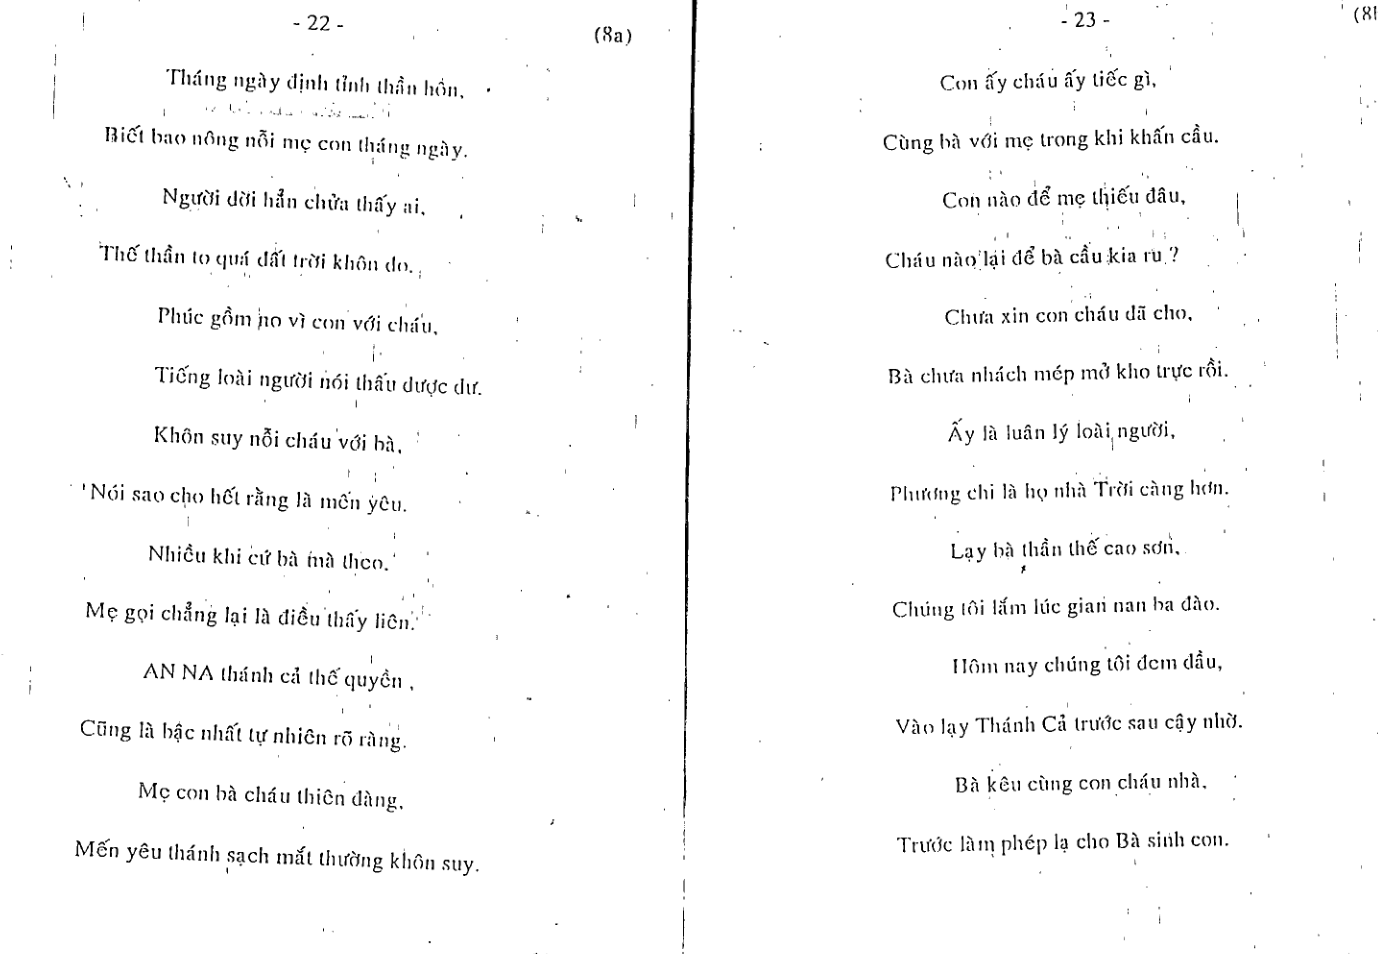 - 22 -
(8a)
Tháng ngày định tỉnh thần hôn,
Biết bao nông nỗi mẹ con tháng ngày.
Người dời hẳn chửa thấy ai,
Thế thần to quá đất trời khôn do.
Phúc gồm no vì con với cháu,
Tiếng loài người nói thấu được dư.
Khôn suy nỗi cháu với bà,
Nói sao cho hết rằng là mến yêu.
Nhiều khi cứ bà mà theo.
Mẹ gọi chẳng lại là điều thấy liên.
AN NA thánh cả thế quyền ,
Cũng là bậc nhất tự nhiên rõ ràng.
Mẹ con bà cháu thiên đàng,
Mến yêu thánh sạch mắt thường khôn suy.
- 23 -
Con ấy cháu ấy tiếc gì,
Cùng bà với mẹ trong khi khấn cầu.
Con nào để mẹ thiếu đâu,
Cháu nào lại để bà cầu kia ru ?
Chưa xin con cháu đã cho,
Bà chưa nhách mép mở kho trực rồi.
Ấy là luân lý loài người,
Phương chi là họ nhà Trời càng hơn.
Lạy bà thần thế cao sơn,
Chúng tôi lắm lúc gian nan ba đào.
Hôm nay chúng tôi đem dầu,
Vào lạy Thánh Cả trước sau cậy nhờ.
Bà kêu cùng con cháu nhà,
Trước làm phép lạ cho Bà sinh con.